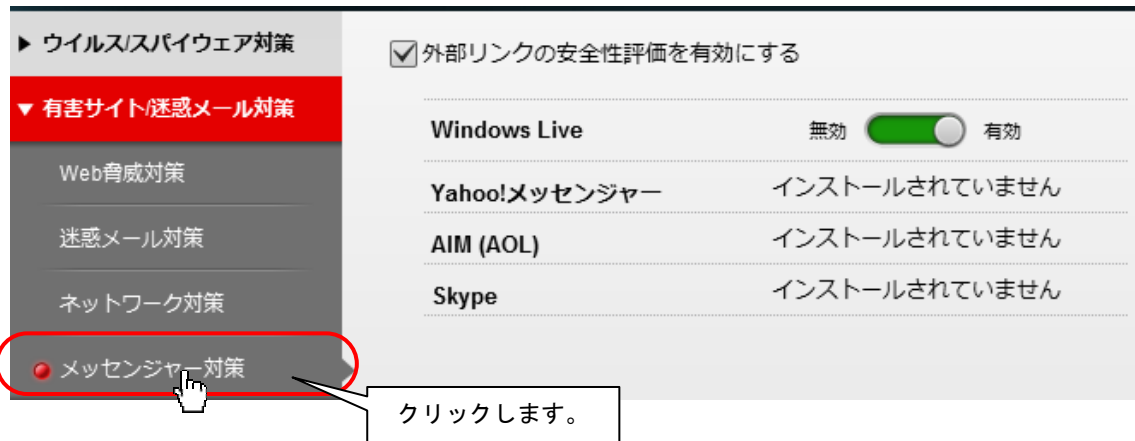 ウイルス/スパイウェア対策
有害サイト/迷惑メール対策
Web脅威対策
迷惑メール対策
ネットワーク対策
メッセンジャー対策
外部リンクの安全性評価を有効にする
Windows Live 無効 有効
Yahoo!メッセンジャー インストールされていません
AIM (AOL) インストールされていません
Skype インストールされていません
クリックします。